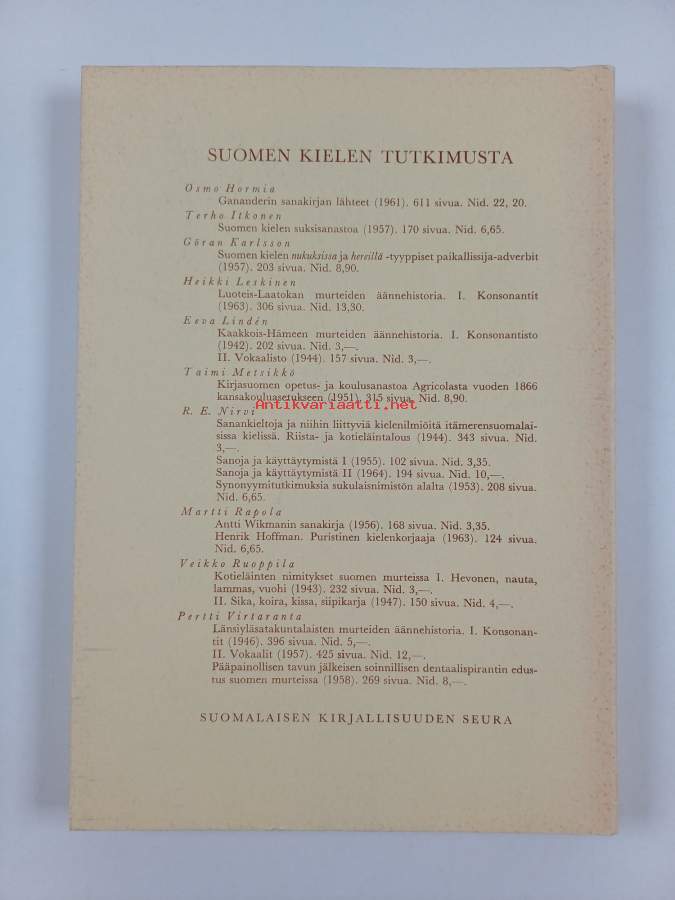 SUOMEN KIELEN TUTKIMUSTA
Osmo Hormia
Gananderin sanakirjan lähteet (1961). 611 sivua. Nid. 22, 20.
Terho Itkonen
Suomen kielen suksisanastoa (1957). 170 sivua. Nid. 6,65.
Göran Karlsson
Suomen kielen nukuksissa ja hereillä -tyyppiset paikallissija-adverbit
(1957). 203 sivua. Nid. 8,90.
Heikki Leskinen
Luoteis-Laatokan murteiden äännehistoria. I. Konsonantit
(1963). 306 sivua. Nid. 13,30.
Eeva Lindén
Kaakkois-Hämeen murteiden äännehistoria. I. Konsonantisto
(1942). 202 sivua. Nid. 3,—.
II. Vokaalisto (1944). 157 sivua. Nid. 3,—.
Taimi Metsikkö
Kirjasuomen opetus- ja koulusanastoa Agricolasta vuoden 1866
kansakouluasetukseen (1951). 315 sivua. Nid. 8,90.
Antikvariaatti.net
R. E. Nirvi
Sanankieltoja ja niihin liittyviä kielenilmiöitä itämerensuomalai-
sissa kielissä. Riista- ja kotieläintalous (1944). 343 sivua. Nid.
3,—.
Sanoja ja käyttäytymistä I (1955). 102 sivua. Nid. 3,35.
Sanoja ja käyttäytymistä II (1964). 194 sivua. Nid. 10,—.
Synonyymitutkimuksia sukulaisnimistön alalta (1953). 208 sivua.
Nid. 6,65.
Martti Rapola
Antti Wikmanin sanakirja (1956). 168 sivua. Nid. 3,35.
Henrik Hoffman. Puristinen kielenkorjaaja (1963). 124 sivua.
Nid. 6,65.
Veikko Ruoppila
Kotieläinten nimitykset suomen murteissa I. Hevonen, nauta,
lammas, vuohi (1943). 232 sivua. Nid. 3,—.
II. Sika, koira, kissa, siipikarja (1947). 150 sivua. Nid. 4,—.
Pertti Virtaranta
Länsiyläsatakuntalaisten murteiden äännehistoria. I. Konsonan-
tit (1946). 396 sivua. Nid. 5,—.
II. Vokaalit (1957). 425 sivua. Nid. 12,—.
Pääpainollisen tavun jälkeisen soinnillisen dentaalispirantin edus-
tus suomen murteissa (1958). 269 sivua. Nid. 8,—.
SUOMALAISEN KIRJALLISUUDEN SEURA